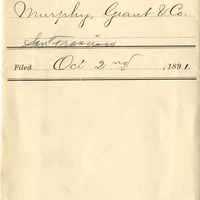 Murphy, Grant & Co.
San Francisco
Filed Oct 2nd, 1891.